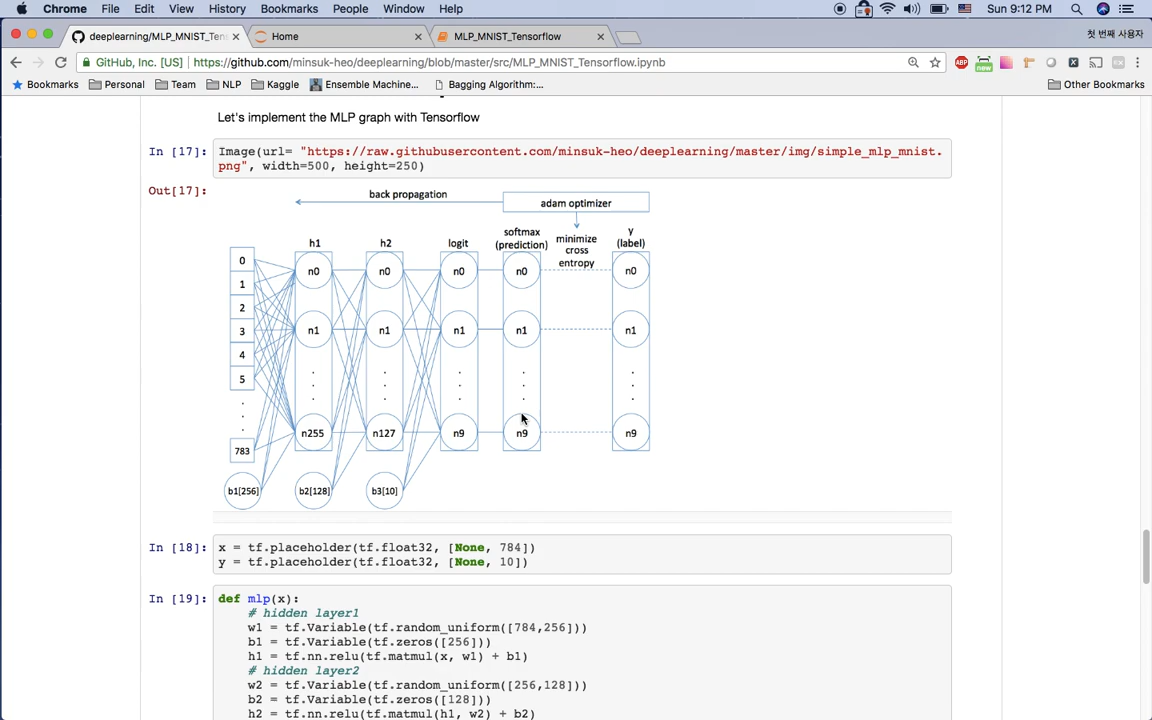 Chrome File Edit View History Bookmarks People Window Help Sun 9:12 PM
deeplearning/MLP_MNIST_Ten Home MLP_MNIST_Tensorflow 첫 번째 사용자
GitHub, Inc. [US] https://github.com/minsuk-heo/deeplearning/blob/master/src/MLP_MNIST_Tensorflow.ipynb ABP new
Bookmarks Personal Team NLP Kaggle Ensemble Machine... Bagging Algorithm:... Other Bookmarks
Let's implement the MLP graph with Tensorflow
In [17]: Image(url= "https://raw.githubusercontent.com/minsuk-heo/deeplearning/master/img/simple_mlp_mnist.
png", width=500, height=250)
Out[17]:
back propagation
adam optimizer
h1 h2 logit softmax (prediction) minimize cross entropy y (label)
0 n0 n0 n0 n0 n0
1
2
3 n1 n1 n1 n1 n1
4
5
783 n255 n127 n9 n9 n9
b1[256] b2[128] b3[10]
In [18]: x = tf.placeholder(tf.float32, [None, 784])
y = tf.placeholder(tf.float32, [None, 10])
In [19]: def mlp(x):
# hidden layer1
w1 = tf.Variable(tf.random_uniform([784,256]))
b1 = tf.Variable(tf.zeros([256]))
h1 = tf.nn.relu(tf.matmul(x, w1) + b1)
# hidden layer2
w2 = tf.Variable(tf.random_uniform([256,128]))
b2 = tf.Variable(tf.zeros([128]))
h2 = tf.nn.relu(tf.matmul(h1, w2) + b2)